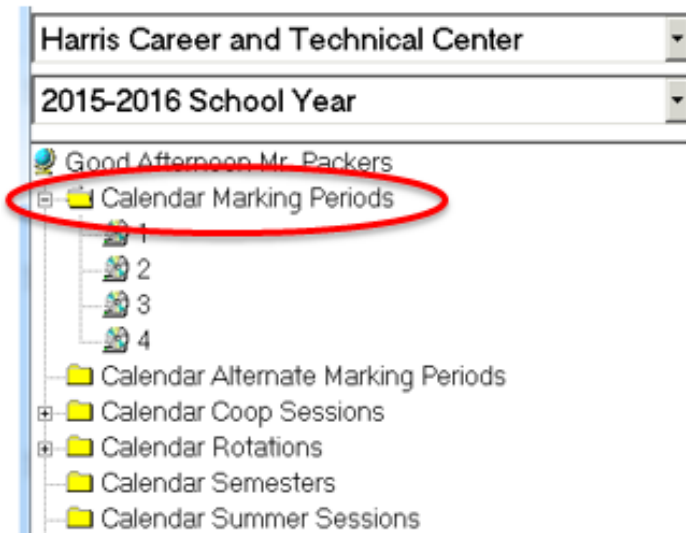 Harris Career and Technical Center
2015-2016 School Year
Good Afternoon Mr. Packers
Calendar Marking Periods
1
2
3
4
Calendar Alternate Marking Periods
Calendar Coop Sessions
Calendar Rotations
Calendar Semesters
Calendar Summer Sessions